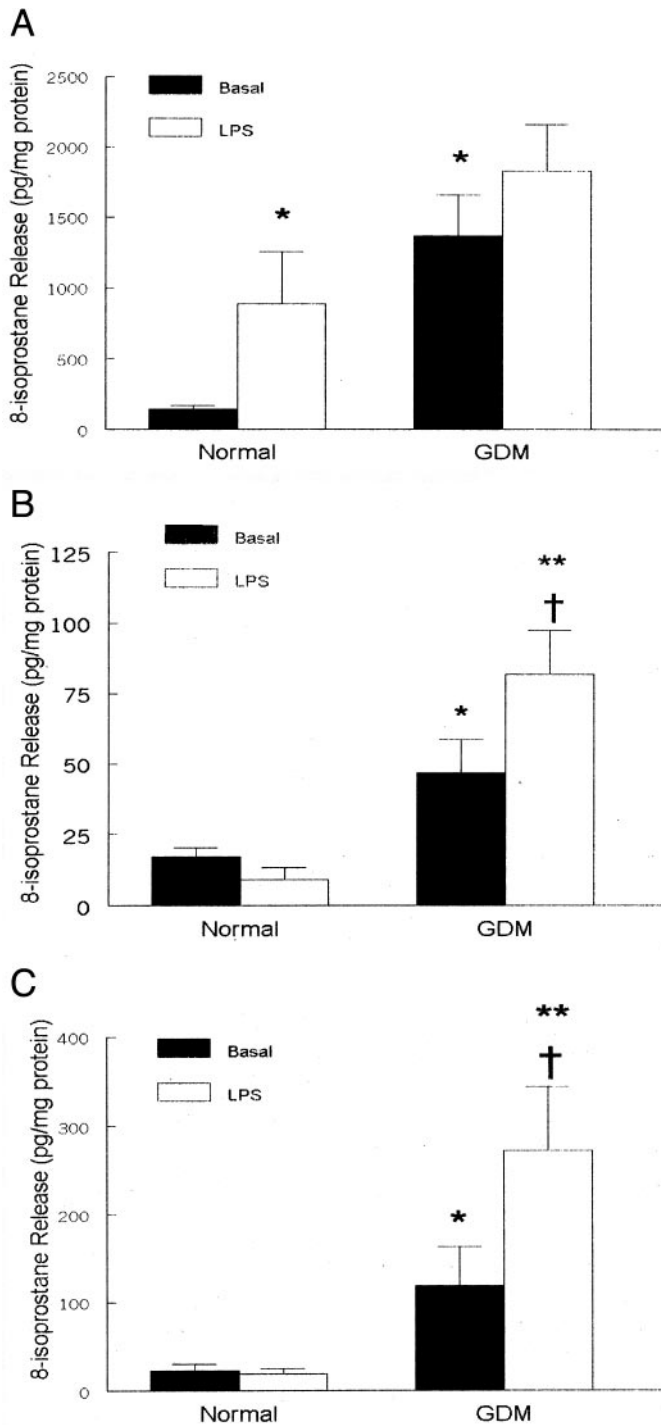 A
8-isoprostane Release (pg/mg protein)
2500
2000
1500
1000
500
0
Basal
LPS
*
*
Normal
GDM
B
8-isoprostane Release (pg/mg protein)
125
100
75
50
25
0
Basal
LPS
*
**
†
Normal
GDM
C
8-isoprostane Release (pg/mg protein)
400
300
200
100
0
Basal
LPS
*
**
†
Normal
GDM